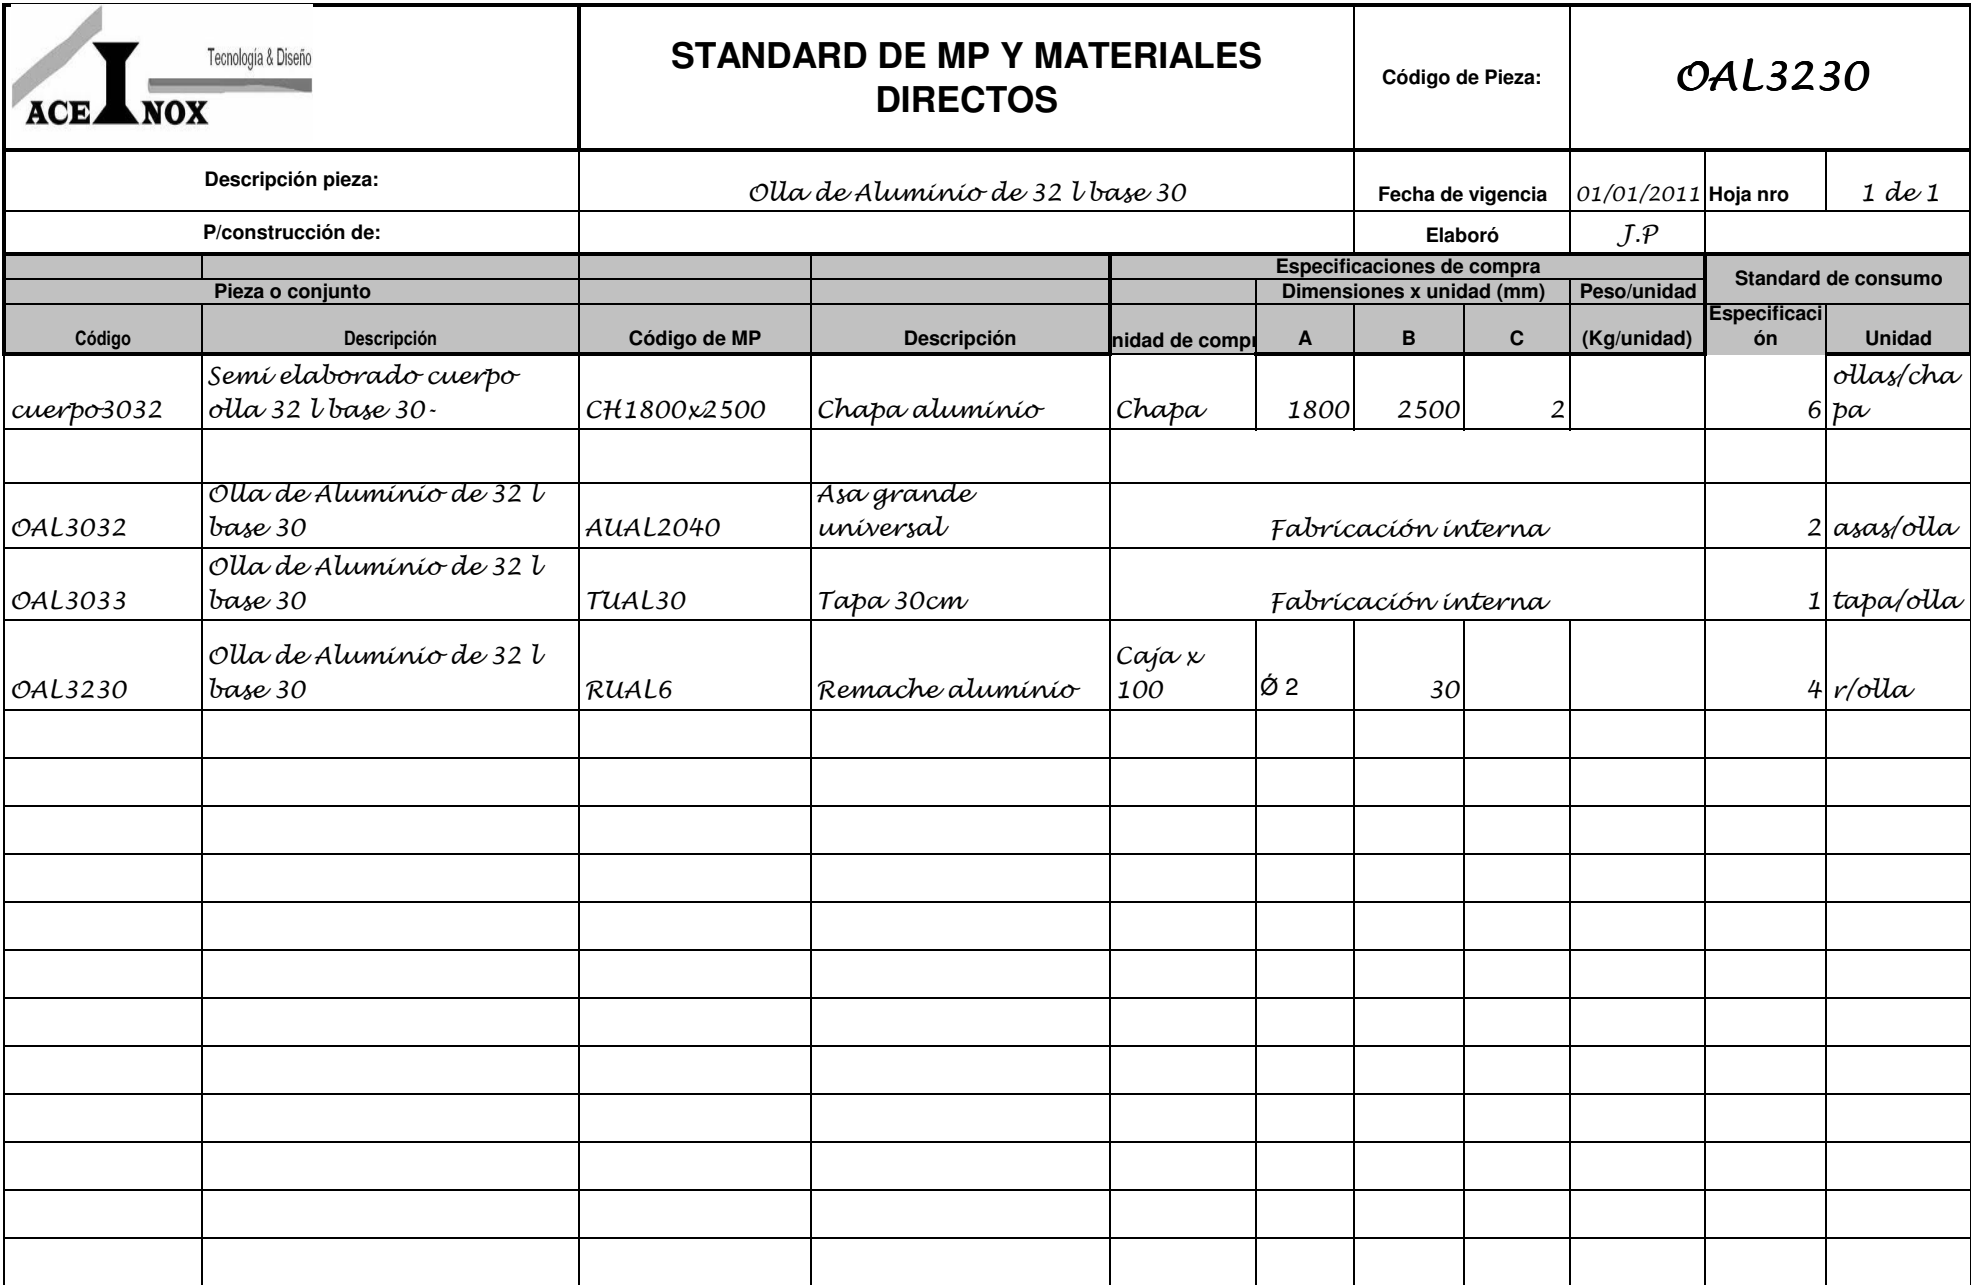 Tecnología & Diseño
ACE INOX
STANDARD DE MP Y MATERIALES
DIRECTOS
Código de Pieza:
OAL3230
Descripción pieza:
Olla de Aluminio de 32 l base 30
Fecha de vigencia
01/01/2011
Hoja nro
1 de 1
P/construcción de:
Elaboró
J.P
Especificaciones de compra
Standard de consumo
Pieza o conjunto
Dimensiones x unidad (mm)
Peso/unidad
Código
Descripción
Código de MP
Descripción
nidad de compr
A
B
C
(Kg/unidad)
Especificaci
ón
Unidad
cuerpo3032
Semi elaborado cuerpo
olla 32 l base 30-
CH1800x2500
Chapa aluminio
Chapa
1800
2500
2
6
ollas/cha
pa
OAL3032
Olla de Aluminio de 32 l
base 30
AUAL2040
Asa grande
universal
Fabricación interna
2
asas/olla
OAL3033
Olla de Aluminio de 32 l
base 30
TUAL30
Tapa 30cm
Fabricación interna
1
tapa/olla
OAL3230
Olla de Aluminio de 32 l
base 30
RUAL6
Remache aluminio
Caja x
100
Ǿ 2
30
4
r/olla